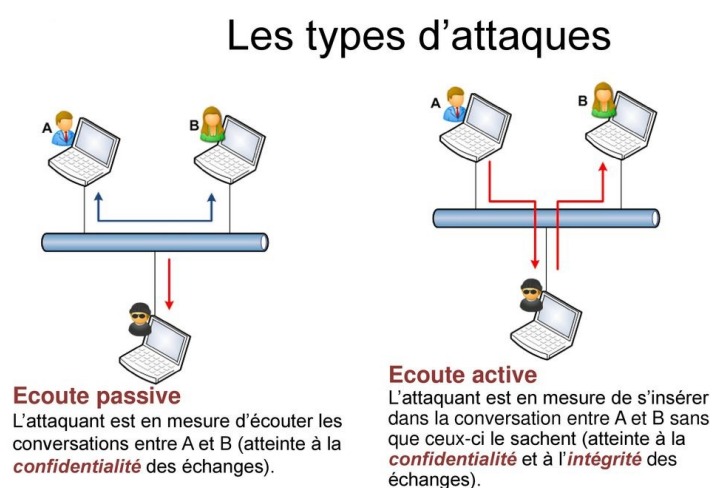 Les types d'attaques
A
B
A
B
Ecoute passive
L'attaquant est en mesure d'écouter les
conversations entre A et B (atteinte à la
confidentialité des échanges).
Ecoute active
L'attaquant est en mesure de s'insérer
dans la conversation entre A et B sans
que ceux-ci le sachent (atteinte à la
confidentialité et à l'intégrité des
échanges).